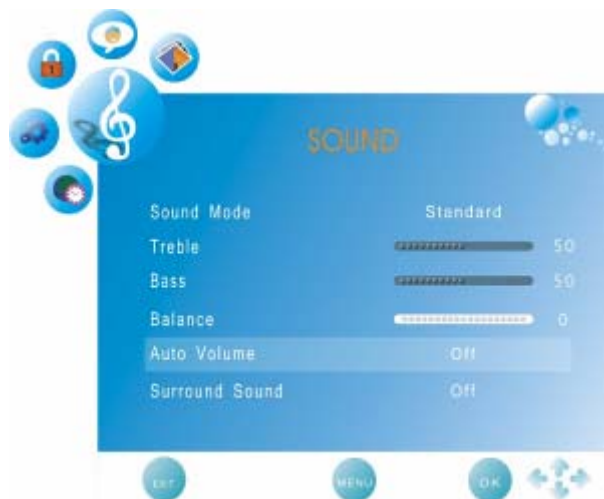 SOUND
Sound Mode Standard
Treble 50
Bass 50
Balance 0
Auto Volume Off
Surround Sound Off
EXIT MENU OK